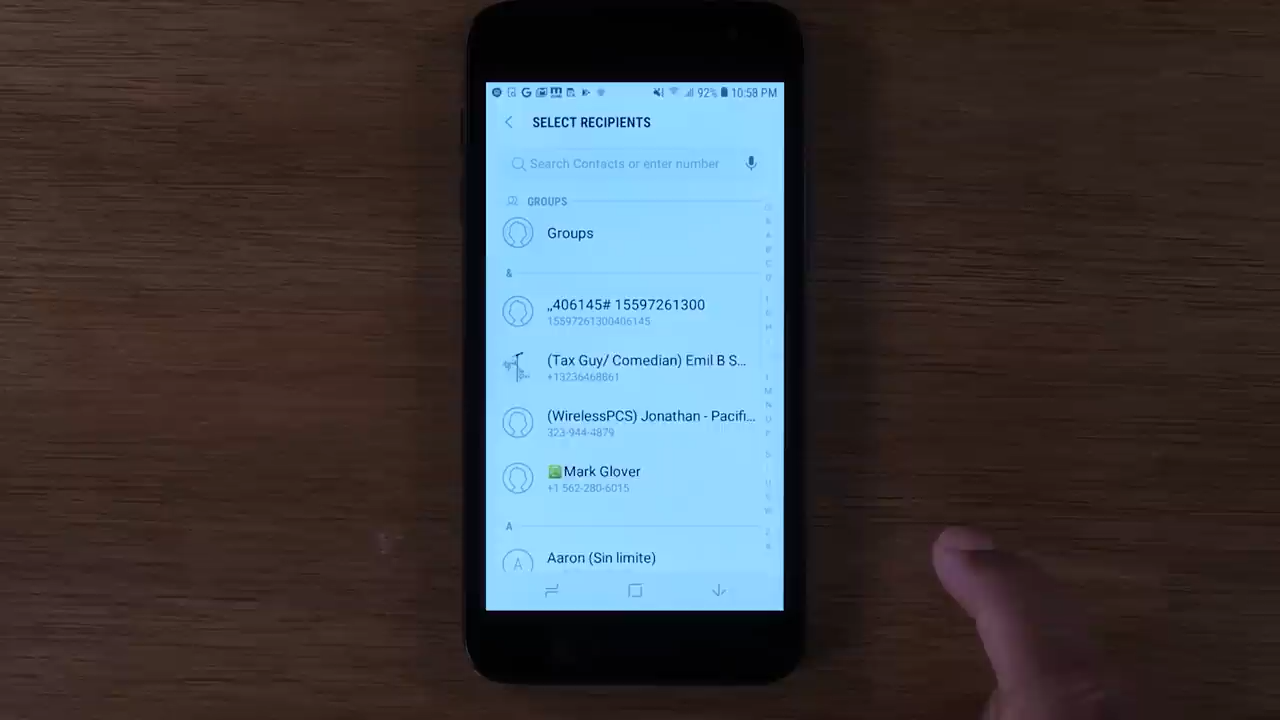 92% 10:58 PM
SELECT RECIPIENTS
Search Contacts or enter number
GROUPS
Groups
&
,,406145# 15597261300
15597261300406145
(Tax Guy/ Comedian) Emil B S...
+13236468861
(WirelessPCS) Jonathan - Pacifi...
323-944-4879
Mark Glover
+1 562-280-6015
A
A Aaron (Sin limite)